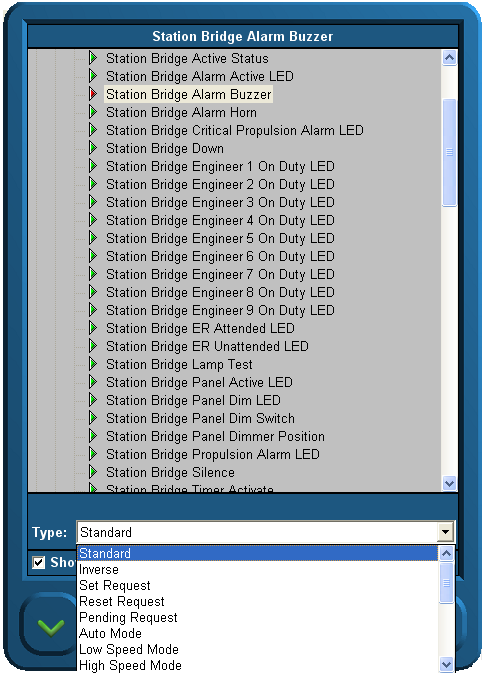 Station Bridge Alarm Buzzer
Station Bridge Active Status
Station Bridge Alarm Active LED
Station Bridge Alarm Buzzer
Station Bridge Alarm Horn
Station Bridge Critical Propulsion Alarm LED
Station Bridge Down
Station Bridge Engineer 1 On Duty LED
Station Bridge Engineer 2 On Duty LED
Station Bridge Engineer 3 On Duty LED
Station Bridge Engineer 4 On Duty LED
Station Bridge Engineer 5 On Duty LED
Station Bridge Engineer 6 On Duty LED
Station Bridge Engineer 7 On Duty LED
Station Bridge Engineer 8 On Duty LED
Station Bridge Engineer 9 On Duty LED
Station Bridge ER Attended LED
Station Bridge ER Unattended LED
Station Bridge Lamp Test
Station Bridge Panel Active LED
Station Bridge Panel Dim LED
Station Bridge Panel Dim Switch
Station Bridge Panel Dimmer Position
Station Bridge Propulsion Alarm LED
Station Bridge Silence
Station Bridge Timer Activate
Type: Standard
Standard
Sho
Inverse
Set Request
Reset Request
Pending Request
Auto Mode
Low Speed Mode
High Speed Mode